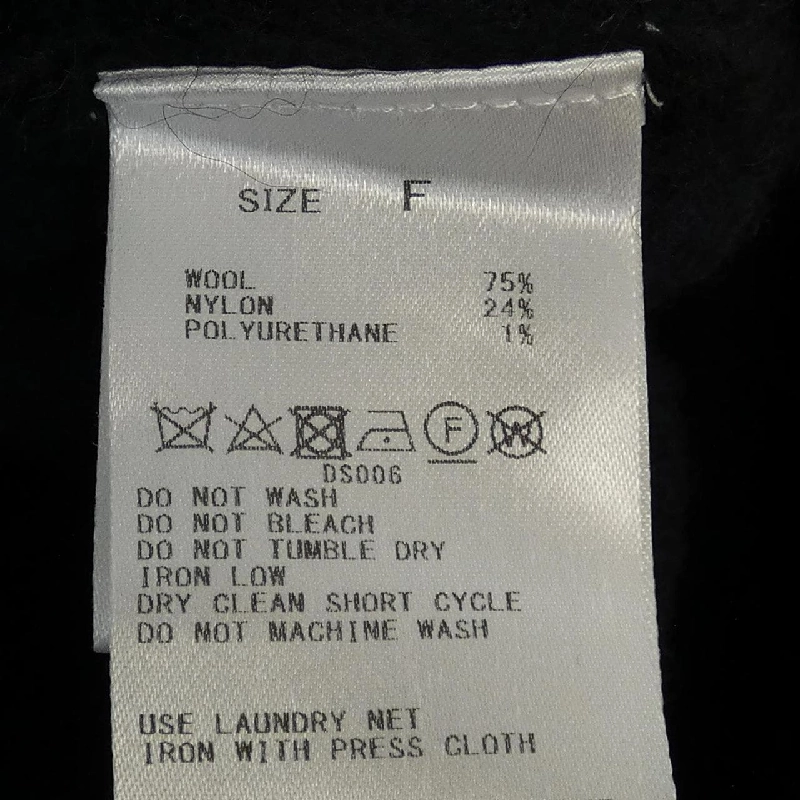 SIZE F
WOOL 75%
NYLON 24%
POLYURETHANE 1%
F W
DS006
DO NOT WASH
DO NOT BLEACH
DO NOT TUMBLE DRY
IRON LOW
DRY CLEAN SHORT CYCLE
DO NOT MACHINE WASH
USE LAUNDRY NET
IRON WITH PRESS CLOTH